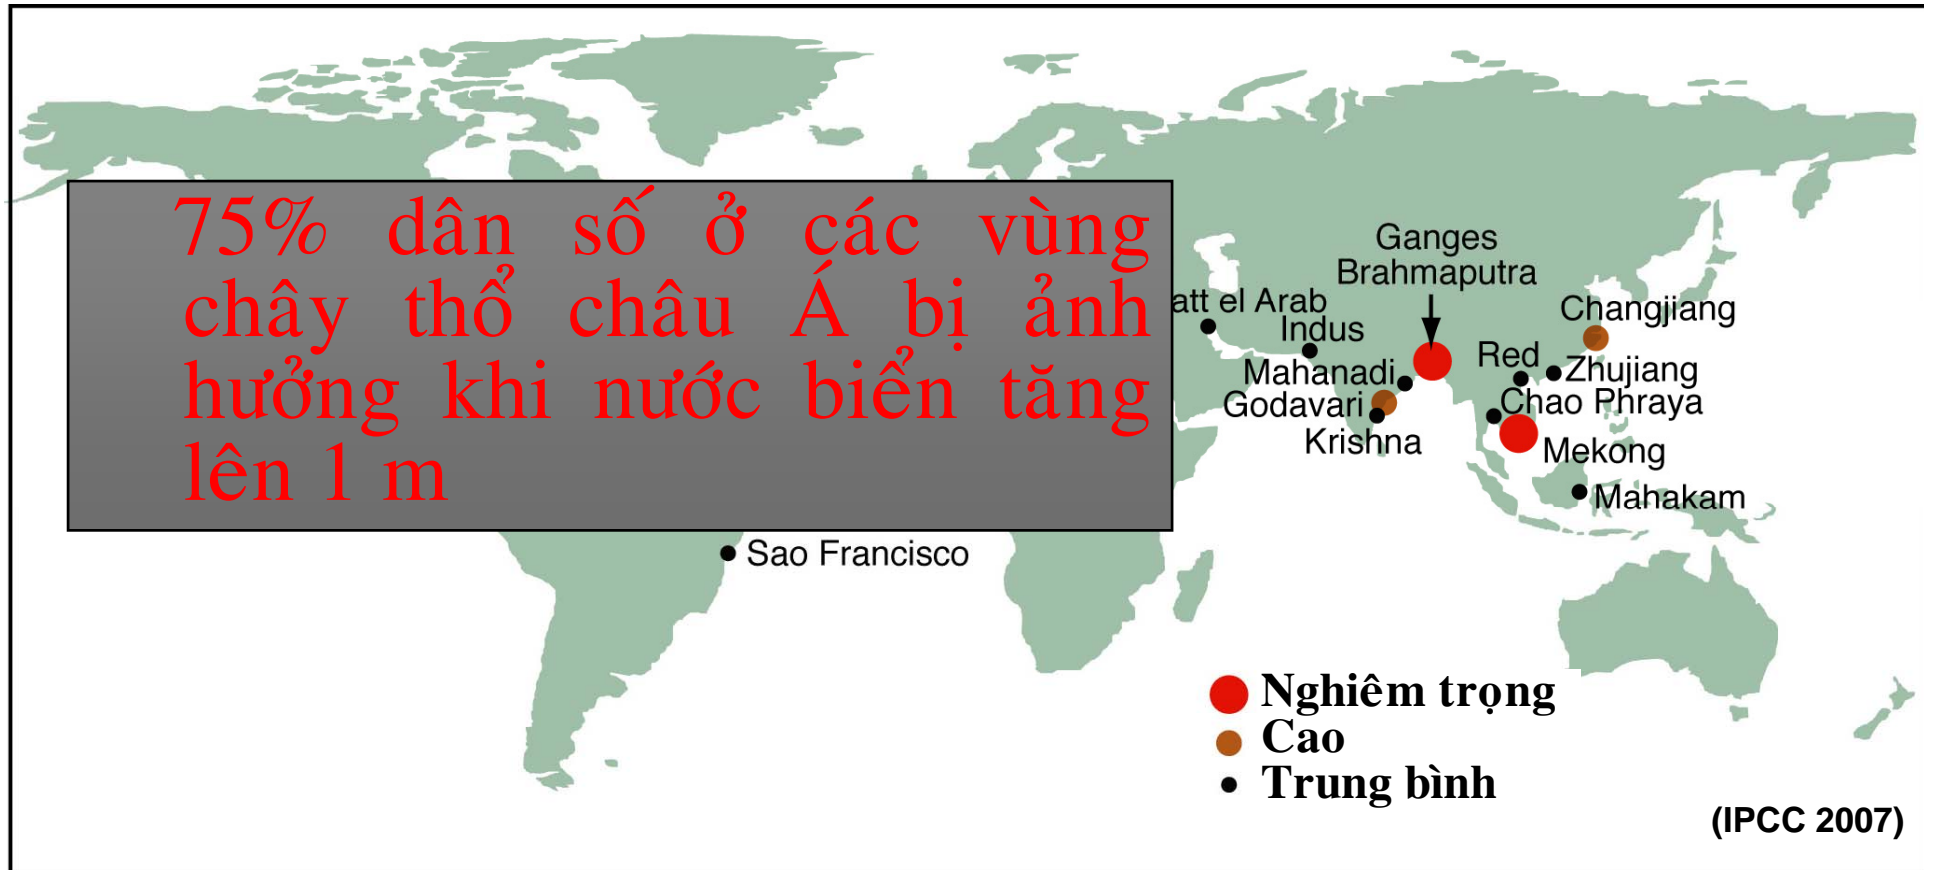 75% dân số ở các vùng
chây thổ châu Á bị ảnh
hưởng khi nước biển tăng
lên 1 m
Ganges
Brahmaputra
att el Arab
Indus
Changjiang
Red
Zhujiang
Mahanadi
Godavari
Chao Phraya
Krishna
Mekong
Mahakam
Sao Francisco
Nghiêm trọng
Cao
Trung bình
(IPCC 2007)